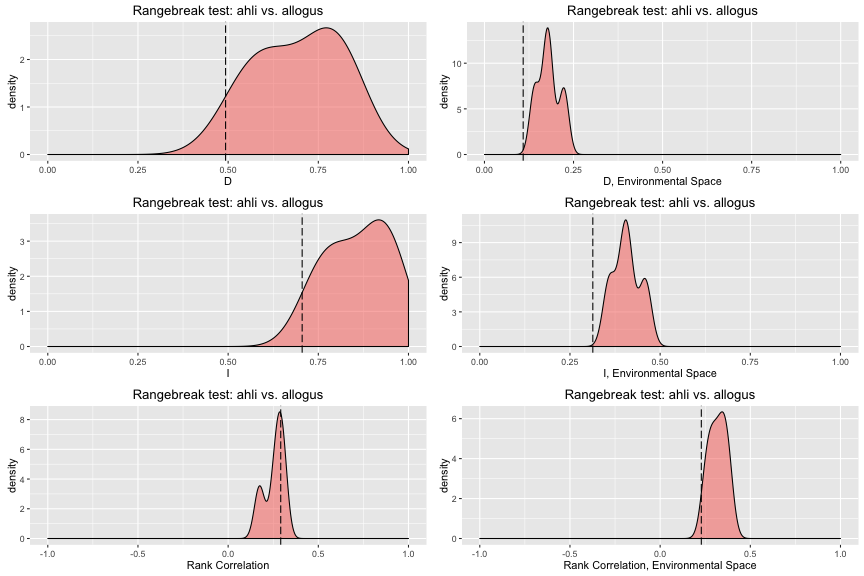 Rangebreak test: ahli vs. allogus
density
2
1
0
0.00 0.25 0.50 0.75 1.00
D
Rangebreak test: ahli vs. allogus
density
10
5
0
0.00 0.25 0.50 0.75 1.00
D, Environmental Space
Rangebreak test: ahli vs. allogus
density
3
2
1
0
0.00 0.25 0.50 0.75 1.00
I
Rangebreak test: ahli vs. allogus
density
9
6
3
0
0.00 0.25 0.50 0.75 1.00
I, Environmental Space
Rangebreak test: ahli vs. allogus
density
8
6
4
2
0
-1.0 -0.5 0.0 0.5 1.0
Rank Correlation
Rangebreak test: ahli vs. allogus
density
6
4
2
0
-1.0 -0.5 0.0 0.5 1.0
Rank Correlation, Environmental Space